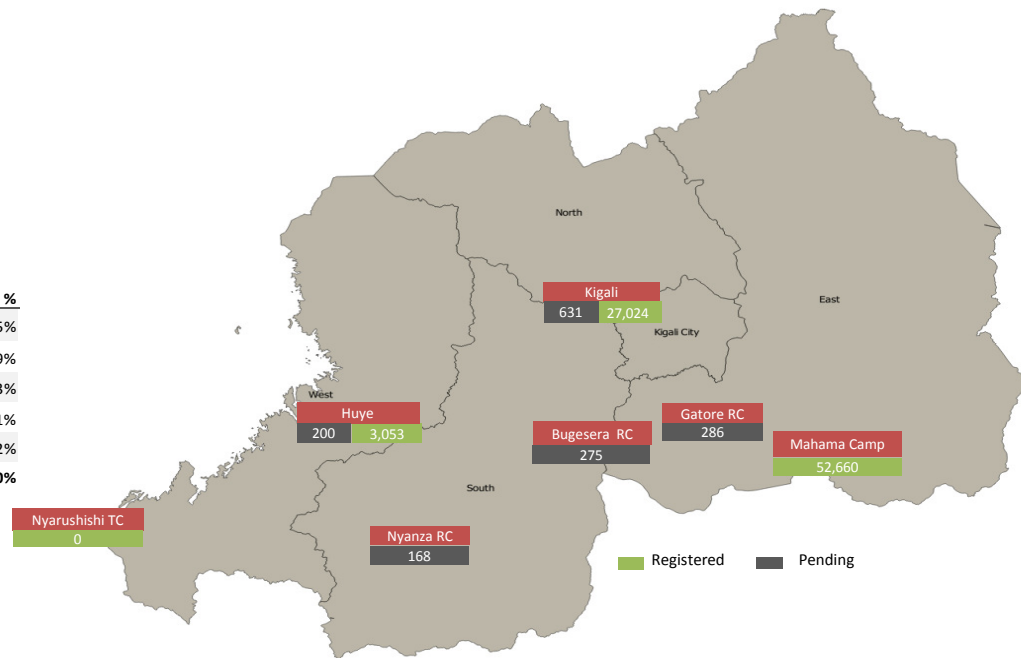 North
%
Kigali
631 27,024
East
Kigali City
West
Huye
200 3,053
Gatore RC
286
Bugesera RC
275
Mahama Camp
52,660
South
Nyarushishi TC
0
Nyanza RC
168
Registered Pending